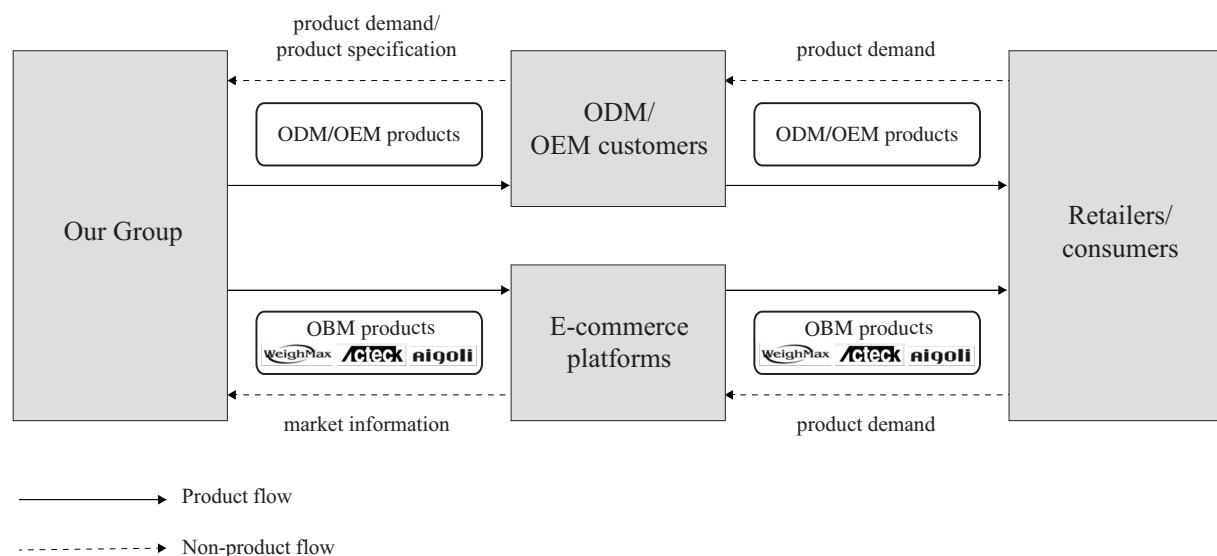 product demand/
product specification
product demand
ODM/OEM products
ODM/
OEM customers
ODM/OEM products
Our Group
Retailers/
consumers
OBM products
WeighMax Acteck Aigoli
E-commerce
platforms
OBM products
WeighMax Acteck Aigoli
market information
product demand
Product flow
Non-product flow